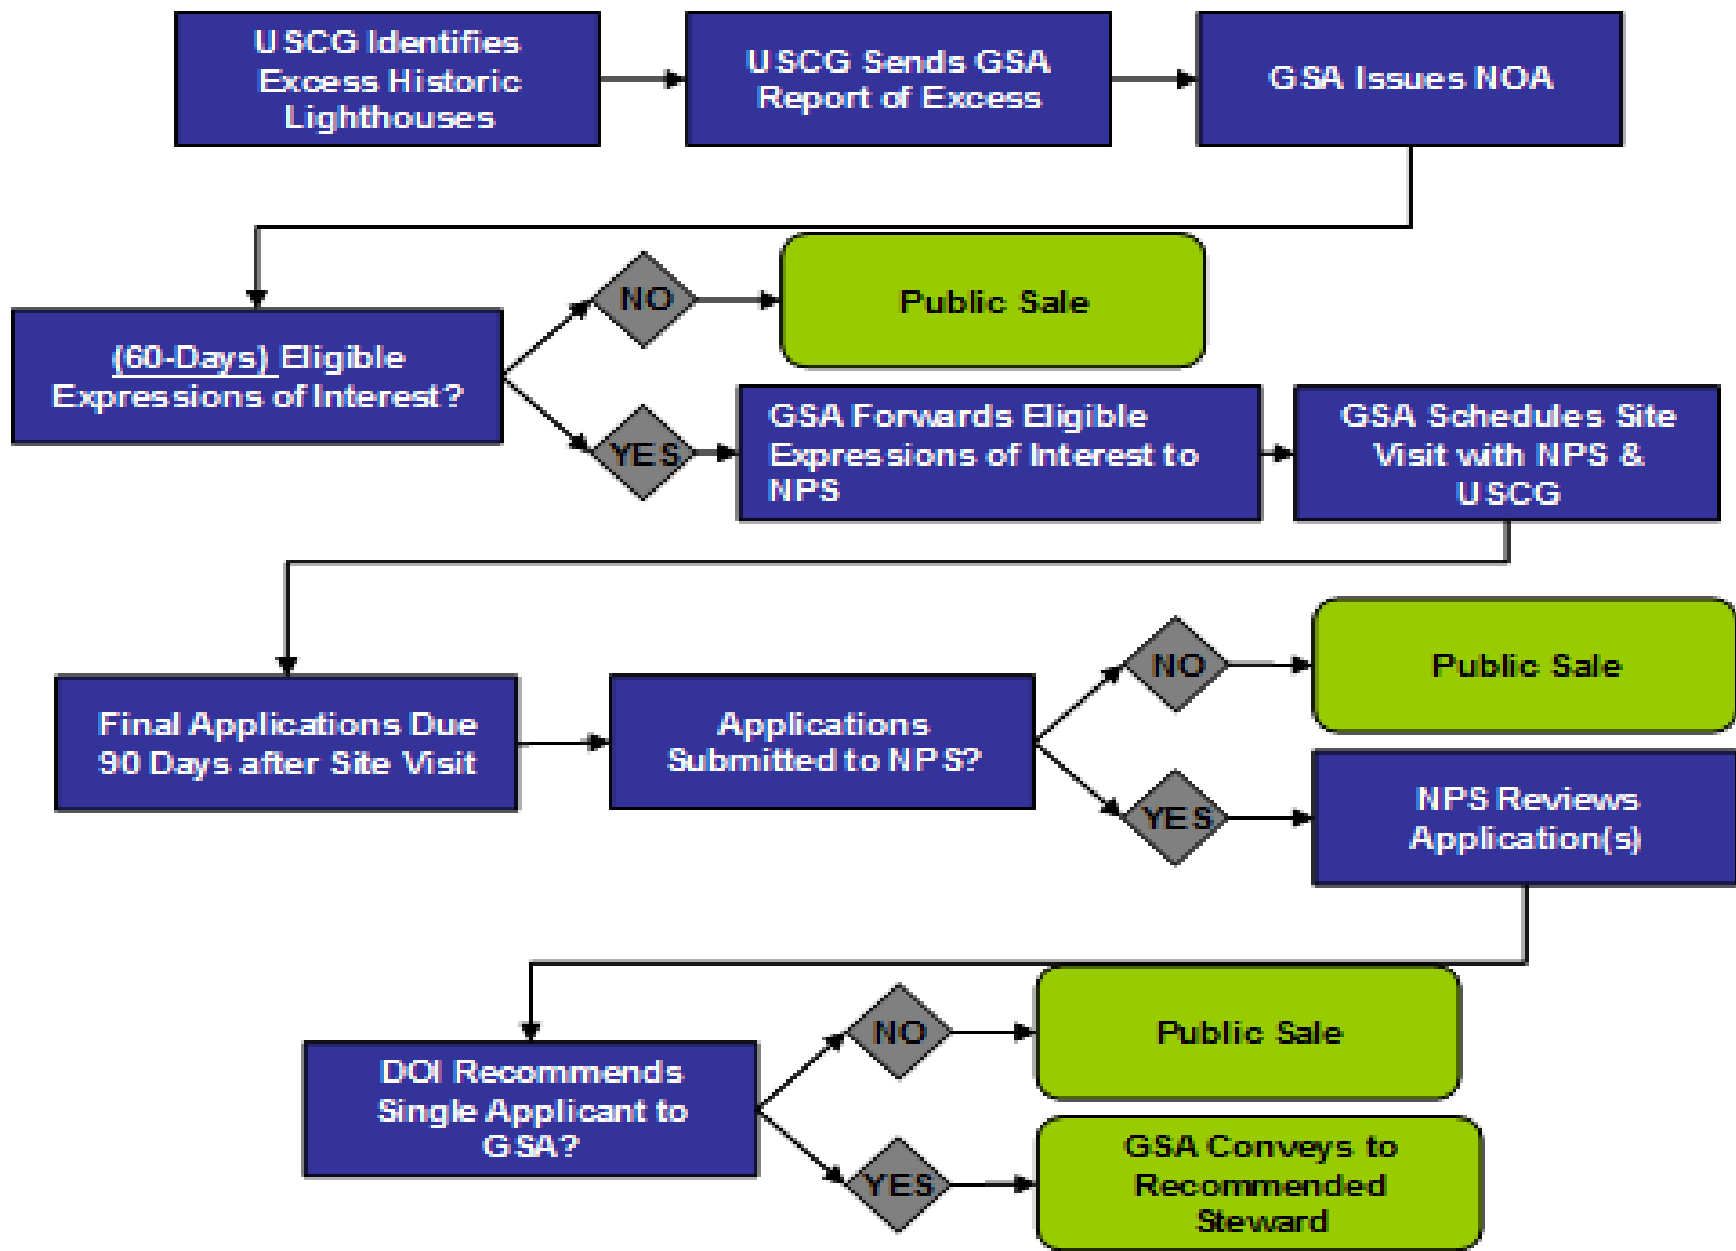 USCG Identifies
Excess Historic
Lighthouses
USCG Sends GSA
Report of Excess
GSA Issues NOA
(60-Days) Eligible
Expressions of Interest?
NO
Public Sale
YES
GSA Forwards Eligible
Expressions of Interest to
NPS
GSA Schedules Site
Visit with NPS &
USCG
Final Applications Due
90 Days after Site Visit
Applications
Submitted to NPS?
NO
Public Sale
YES
NPS Reviews
Application(s)
DOI Recommends
Single Applicant to
GSA?
NO
Public Sale
YES
GSA Conveys to
Recommended
Steward